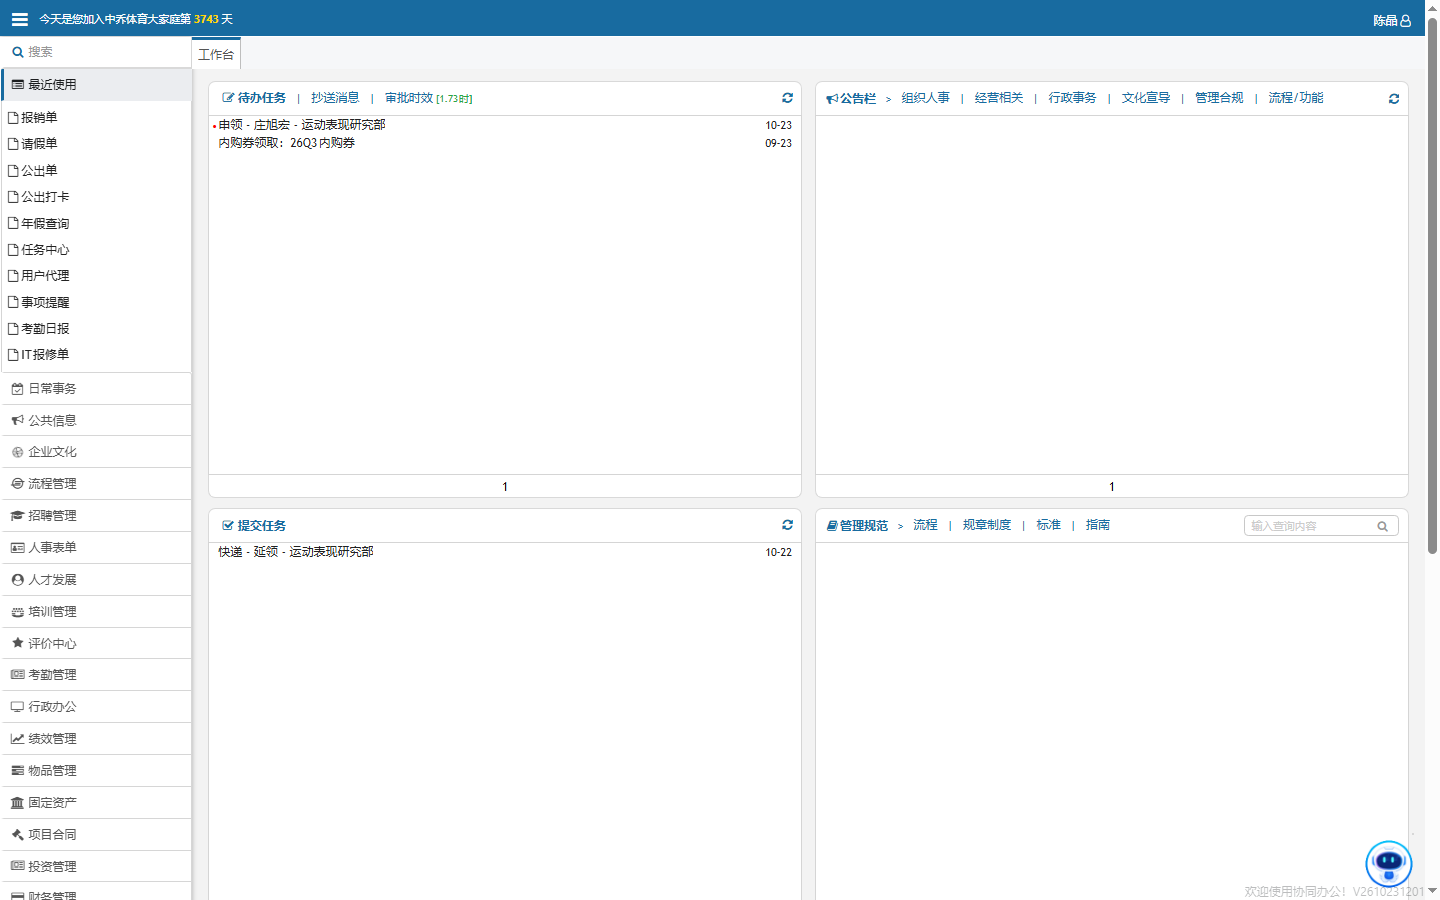 今天是您加入中乔体育大家庭第 3743 天
陈晶
搜索
工作台
最近使用
报销单
请假单
公出单
公出打卡
年假查询
任务中心
用户代理
事项提醒
考勤日报
IT报修单
日常事务
公共信息
企业文化
流程管理
招聘管理
人事表单
人才发展
培训管理
评价中心
考勤管理
行政办公
绩效管理
物品管理
固定资产
项目合同
投资管理
财务管理
待办任务 | 抄送消息 | 审批时效 [1.73时]
申领 - 庄旭宏 - 运动表现研究部 10-23
内购券领取：26Q3内购券 09-23
1
公告栏 > 组织人事 | 经营相关 | 行政事务 | 文化宣导 | 管理合规 | 流程/功能
1
提交任务
快递 - 延领 - 运动表现研究部 10-22
管理规范 > 流程 | 规章制度 | 标准 | 指南
输入查询内容
欢迎使用协同办公！V2610231201